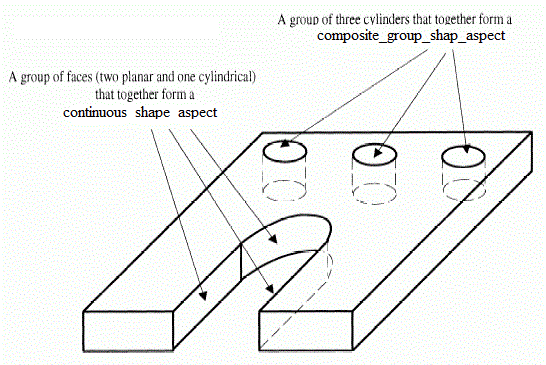 A group of three cylinders that together form a
composite_group_shap_aspect
A group of faces (two planar and one cylindrical)
that together form a
continuous shape aspect